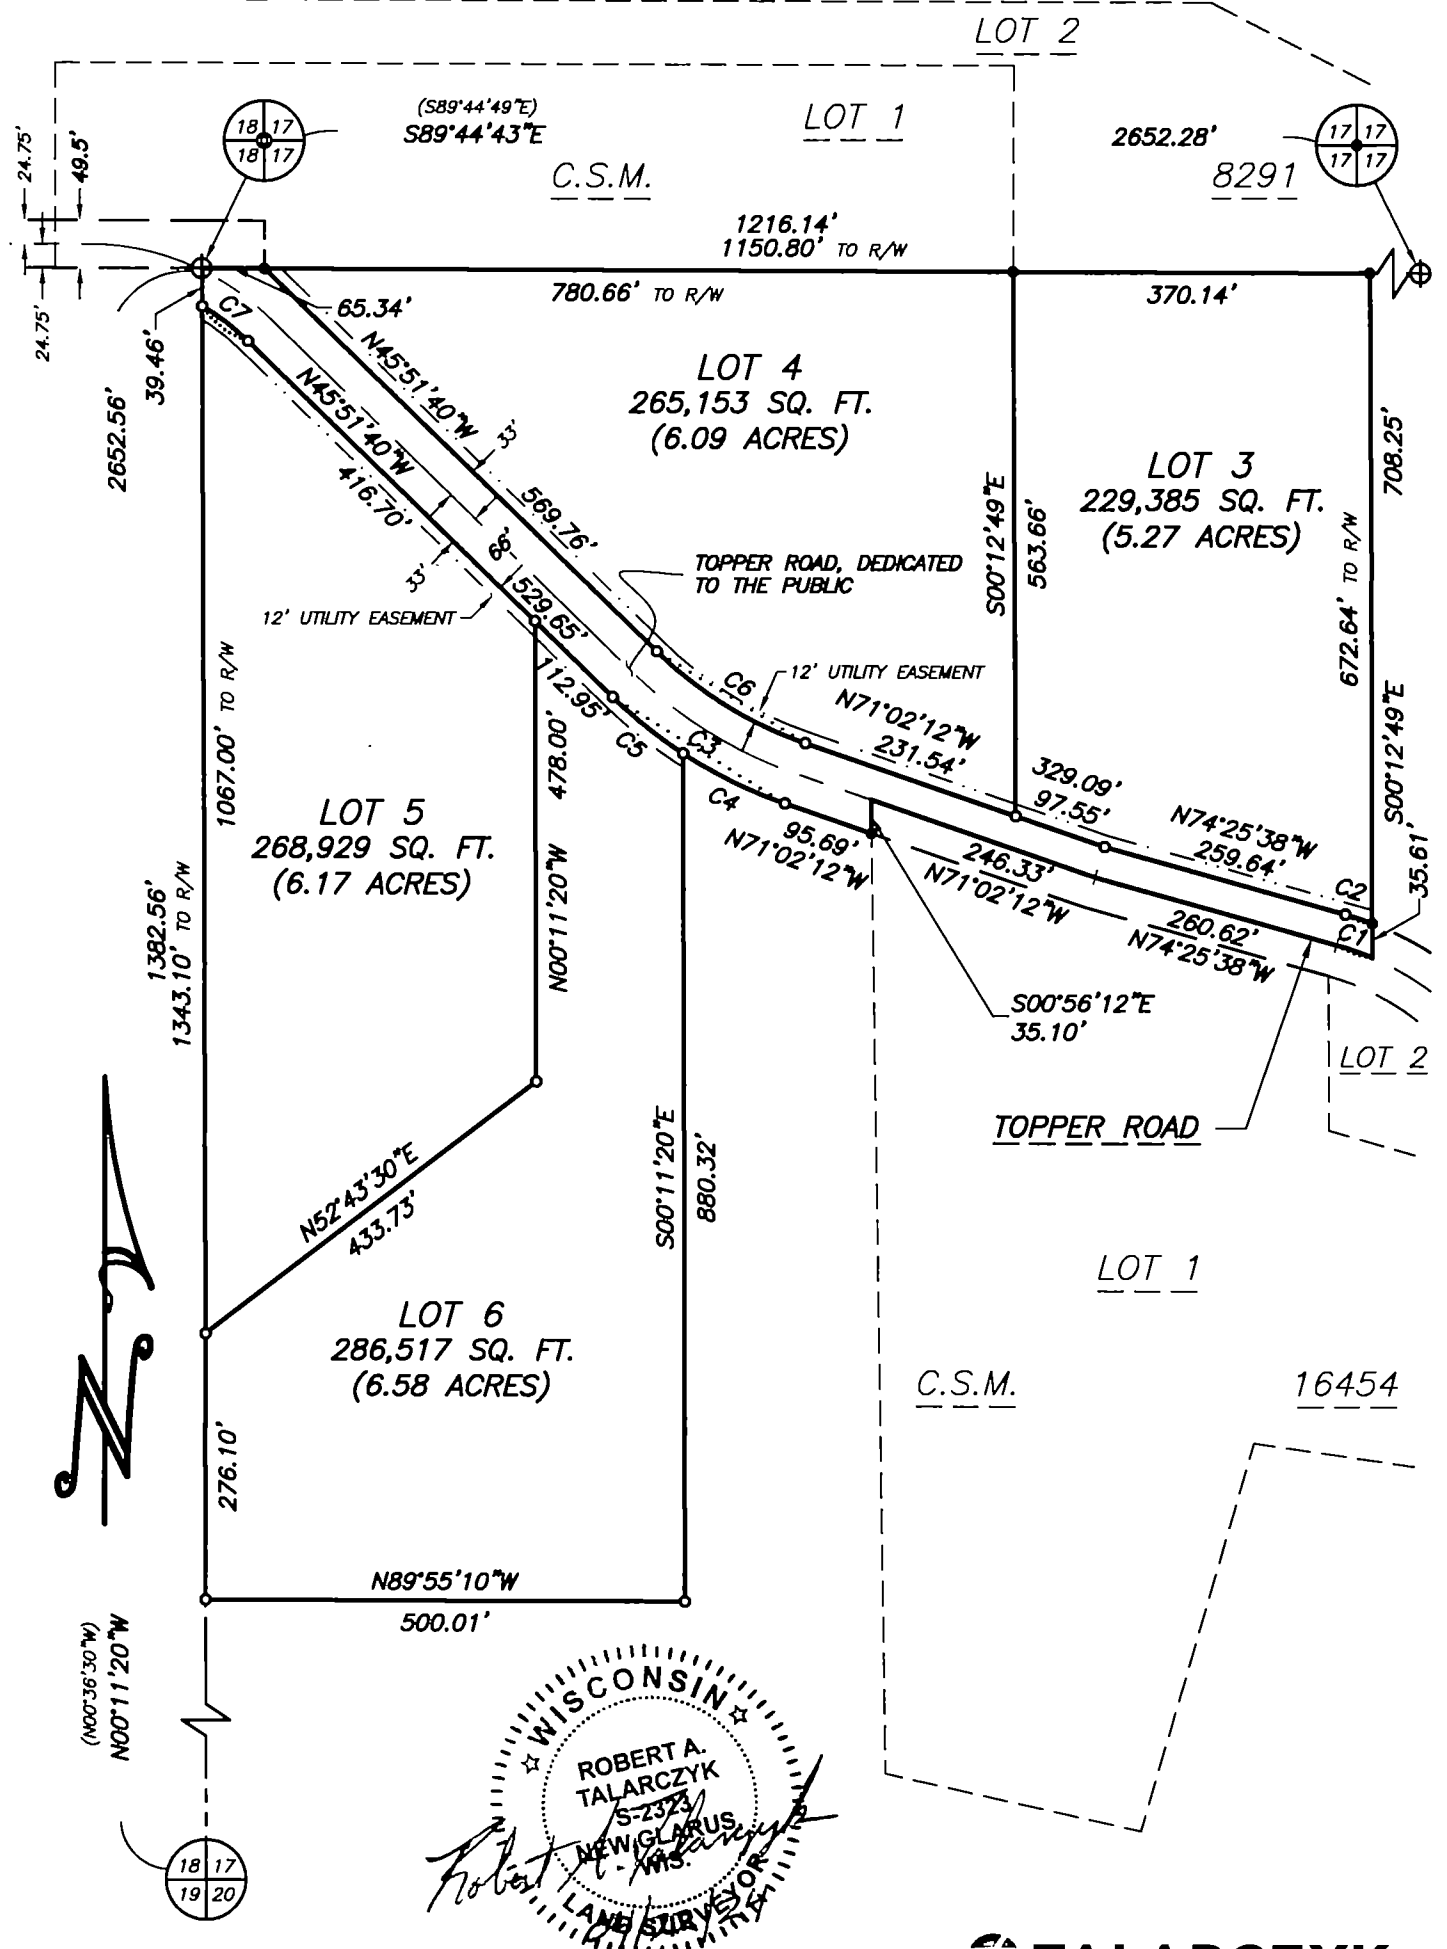 LOT 2
(S89°44'49"E)
S89°44'43"E
LOT 1
2652.28'
18 17
18 17
17 17
17 17
C.S.M.
8291
24.75'
49.5'
24.75'
1216.14'
1150.80' TO R/W
780.66' TO R/W
370.14'
65.34'
C7
39.46'
2652.56'
N45°51'40"W
N45°51'40"W
33'
416.70'
569.76'
66'
33'
529.65'
LOT 4
265,153 SQ. FT.
(6.09 ACRES)
LOT 3
229,385 SQ. FT.
(5.27 ACRES)
708.25'
672.64' TO R/W
S00°12'49"E
563.66'
S00°12'49"E
TOPPER ROAD, DEDICATED
TO THE PUBLIC
12' UTILITY EASEMENT
12' UTILITY EASEMENT
112.95'
C5
C3
C6
C4
N71°02'12"W
231.54'
329.09'
97.55'
N74°25'38"W
259.64'
C2
C1
35.61'
95.69'
N71°02'12"W
246.33'
N71°02'12"W
260.62'
N74°25'38"W
478.00'
N00°11'20"W
1067.00' TO R/W
1382.56'
1343.10' TO R/W
LOT 5
268,929 SQ. FT.
(6.17 ACRES)
S00°56'12"E
35.10'
LOT 2
TOPPER ROAD
N52°43'30"E
433.73'
S00°11'20"E
880.32'
LOT 1
LOT 6
286,517 SQ. FT.
(6.58 ACRES)
C.S.M.
16454
N
276.10'
N89°55'10"W
500.01'
(N00°36'30"W)
N00°11'20"W
18 17
19 20
WISCONSIN
ROBERT A.
TALARCZYK
S-2323
NEW GLARUS,
WIS.
LAND SURVEYOR
Robert A. Talarczyk
TALARCZYK